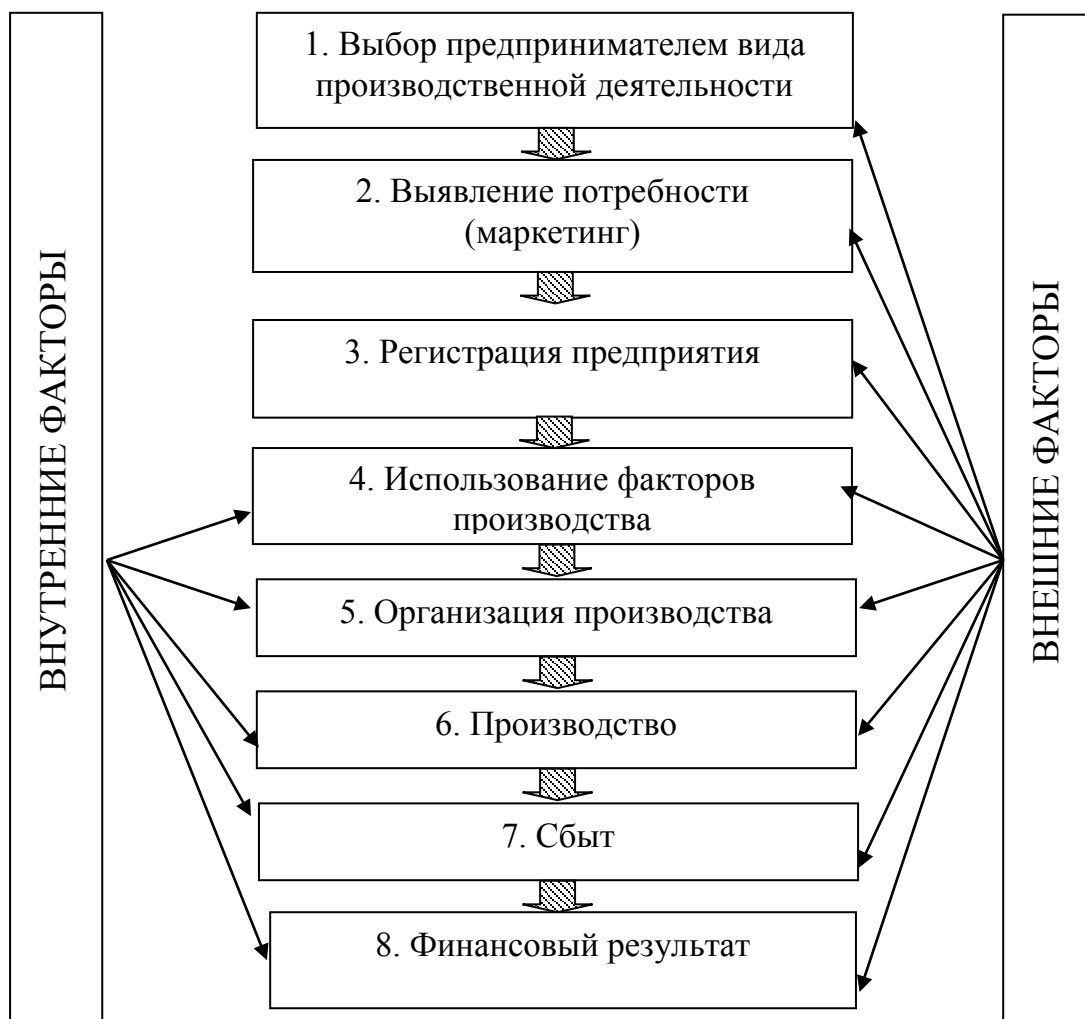 1. Выбор предпринимателем вида
производственной деятельности
2. Выявление потребности
(маркетинг)
3. Регистрация предприятия
4. Использование факторов
производства
5. Организация производства
6. Производство
7. Сбыт
8. Финансовый результат
ВНУТРЕННИЕ ФАКТОРЫ
ВНЕШНИЕ ФАКТОРЫ